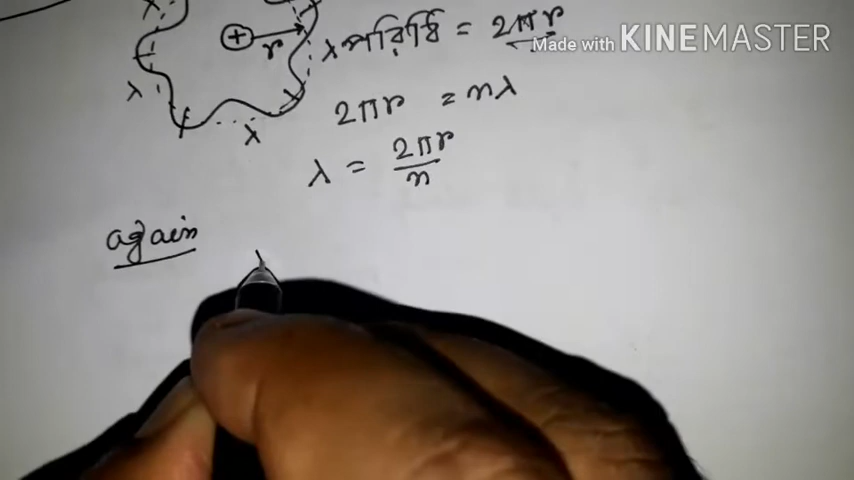 λ
+
r
λ পরিধি = 2πr
Made with KINEMASTER
λ
λ
2πr = nλ
λ = 2πr/n
again